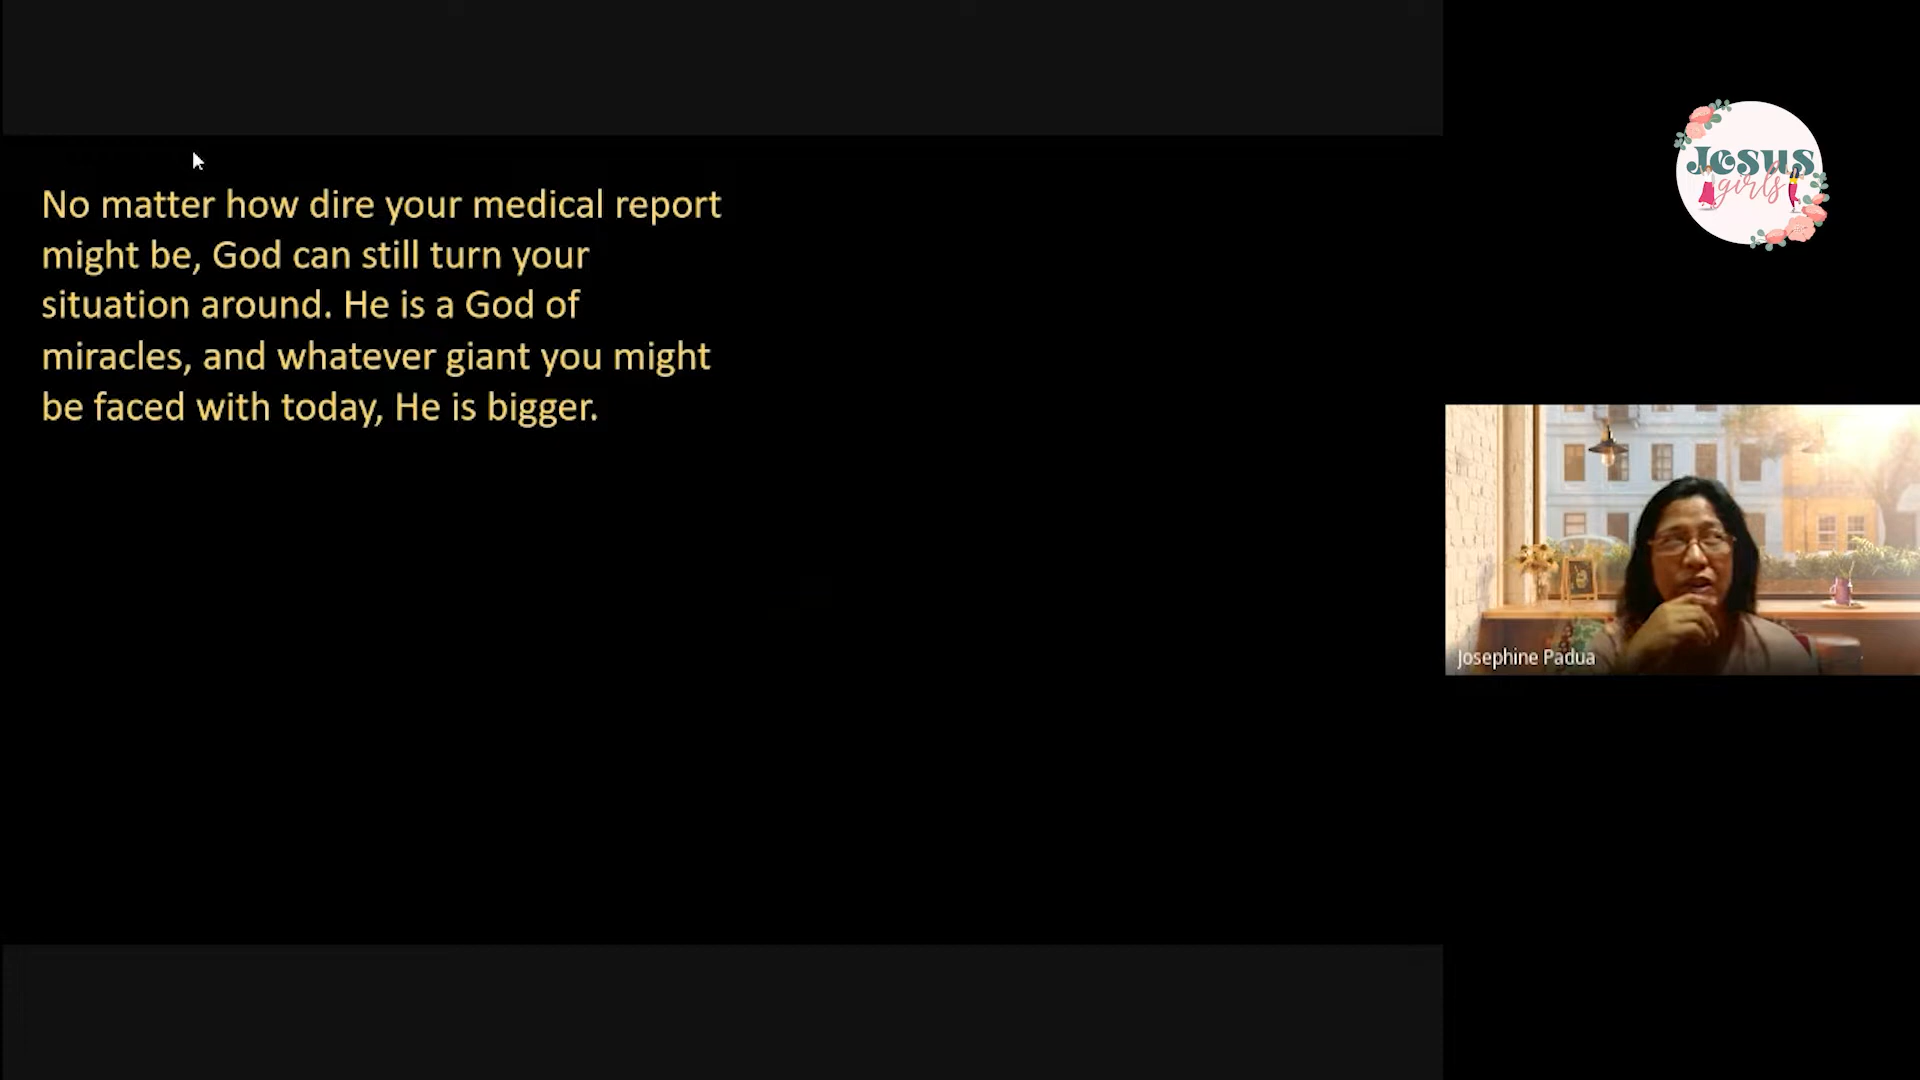 No matter how dire your medical report
might be, God can still turn your
situation around. He is a God of
miracles, and whatever giant you might
be faced with today, He is bigger.
Jesus
girls
Josephine Padua